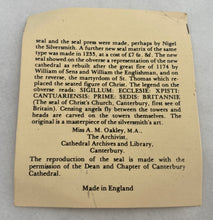 seal and the seal press were made, perhaps by Nigel
the Silversmith. A further new seal matrix of the same
type was made in 1233, at a cost of £7 6s. 8d. The new
seal showed on the obverse a representation of the new
cathedral as rebuilt after the great fire of 1174 by
William of Sens and William the Englishman, and on
the reverse, the martyrdom of St. Thomas which re-
placed the seated figure of Christ. The legend on the
obverse reads: SIGILLUM: ECCLESIE: XPISTI:
CANTUARIENSIS: PRIME: SEDIS: BRITANNIE
(The seal of Christ's Church, Canterbury, first see of
Britain). Censing angels fly between the towers and
heads are carved on the towers themselves. The
original is a masterpiece of the silversmith's art.
Miss A. M. Oakley, M.A.,
The Archivist,
Cathedral Archives and Library,
Canterbury.
The reproduction of the seal is made with the
permission of the Dean and Chapter of Canterbury
Cathedral.
Made in England